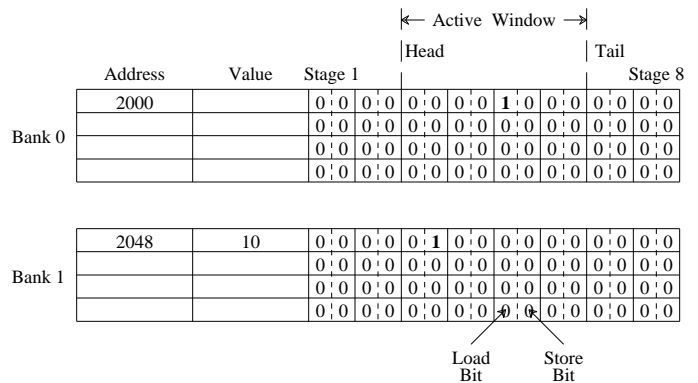 Active Window
Head Tail
Address Value Stage 1 Stage 8
Bank 0
2000 0 0 0 0 0 0 0 0 1 0 0 0 0 0 0 0
0 0 0 0 0 0 0 0 0 0 0 0 0 0 0 0
0 0 0 0 0 0 0 0 0 0 0 0 0 0 0 0
0 0 0 0 0 0 0 0 0 0 0 0 0 0 0 0
Bank 1
2048 10 0 0 0 0 0 1 0 0 0 0 0 0 0 0 0 0
0 0 0 0 0 0 0 0 0 0 0 0 0 0 0 0
0 0 0 0 0 0 0 0 0 0 0 0 0 0 0 0
0 0 0 0 0 0 0 0 0 0 0 0 0 0 0 0
Load Store
Bit Bit